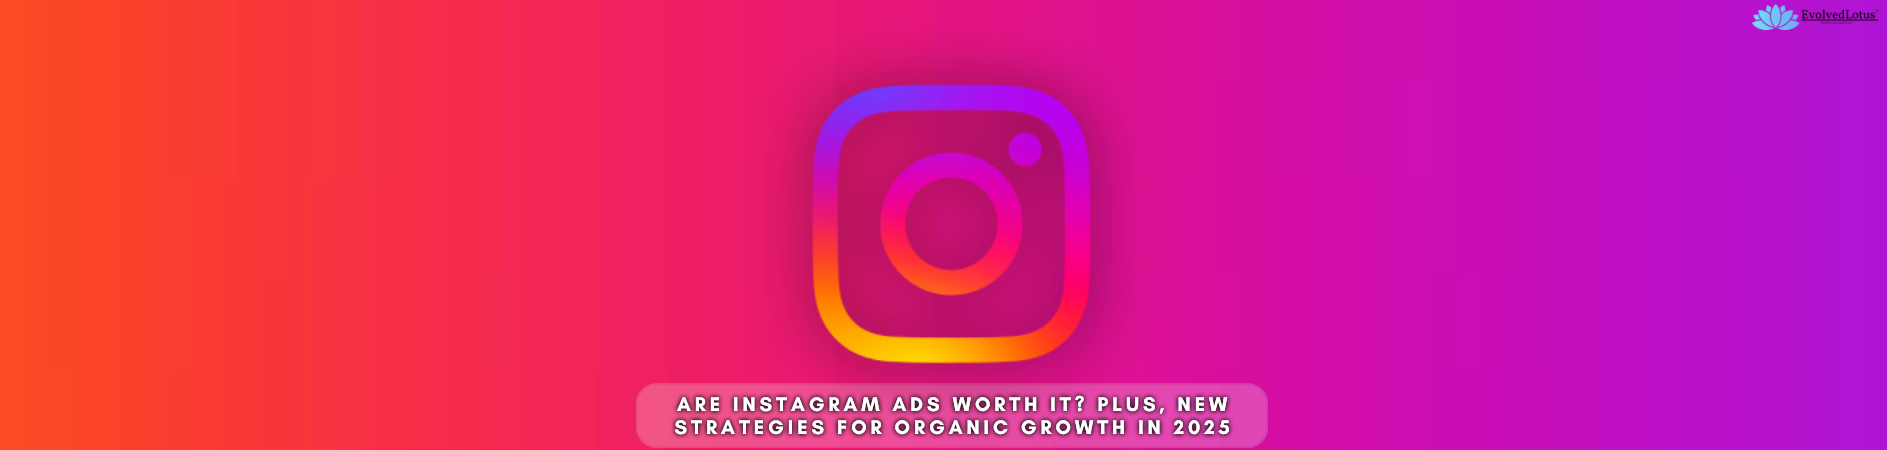 EvolvedLotus
ARE INSTAGRAM ADS WORTH IT? PLUS, NEW
STRATEGIES FOR ORGANIC GROWTH IN 2025